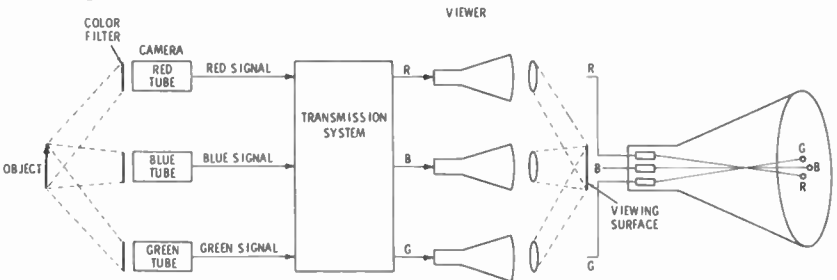 VIEWER
COLOR
FILTER
CAMERA
RED
TUBE
RED SIGNAL
R
R
TRANSMISSION
SYSTEM
OBJECT
BLUE
TUBE
BLUE SIGNAL
B
B
G
B
R
VIEWING
SURFACE
GREEN
TUBE
GREEN SIGNAL
G
G